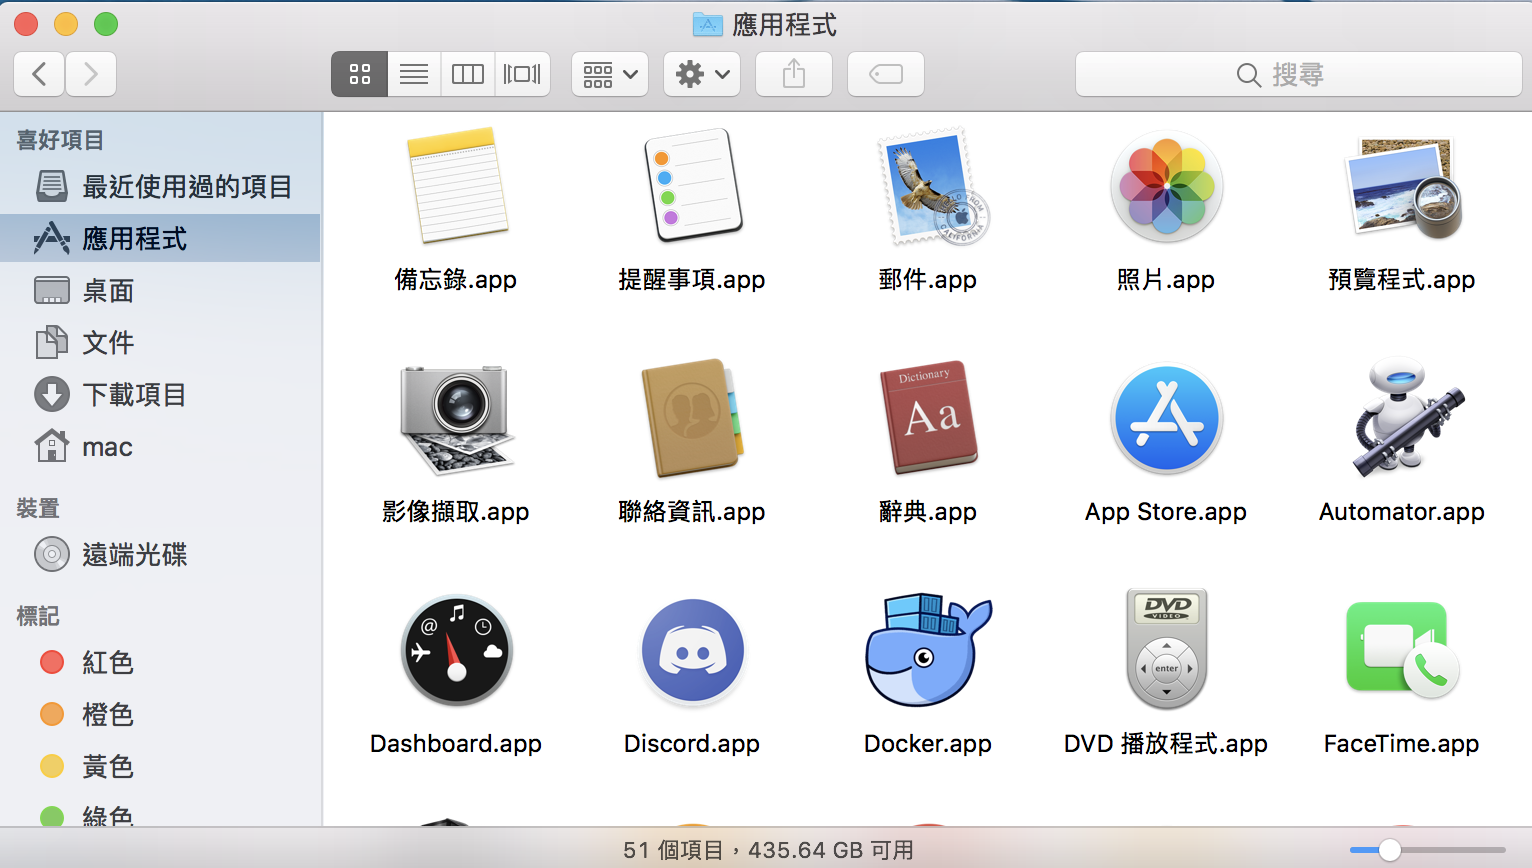 應用程式
搜尋
喜好項目
最近使用過的項目
應用程式
桌面
文件
下載項目
mac
裝置
遠端光碟
標記
紅色
橙色
黃色
綠色
備忘錄.app
提醒事項.app
郵件.app
照片.app
預覽程式.app
Dictionary
Aa
影像擷取.app
聯絡資訊.app
辭典.app
App Store.app
Automator.app
@
DVD
VIDEO
enter
Dashboard.app
Discord.app
Docker.app
DVD 播放程式.app
FaceTime.app
51 個項目，435.64 GB 可用